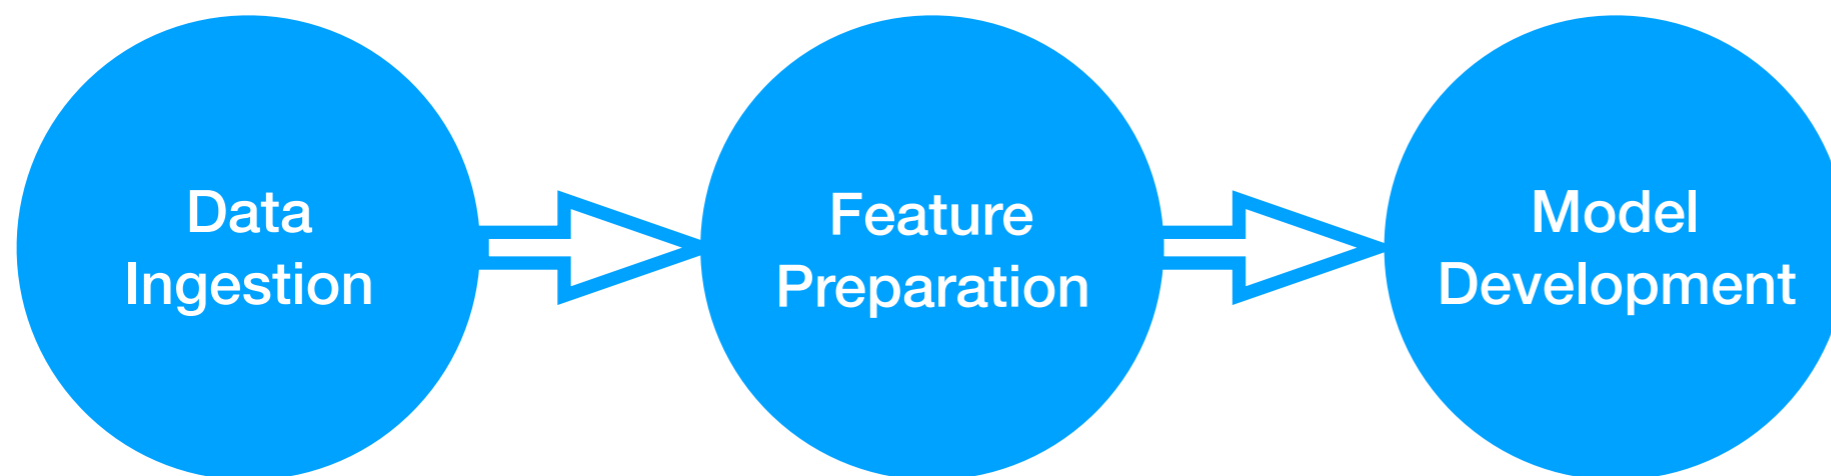 Data
Ingestion
Feature
Preparation
Model
Development